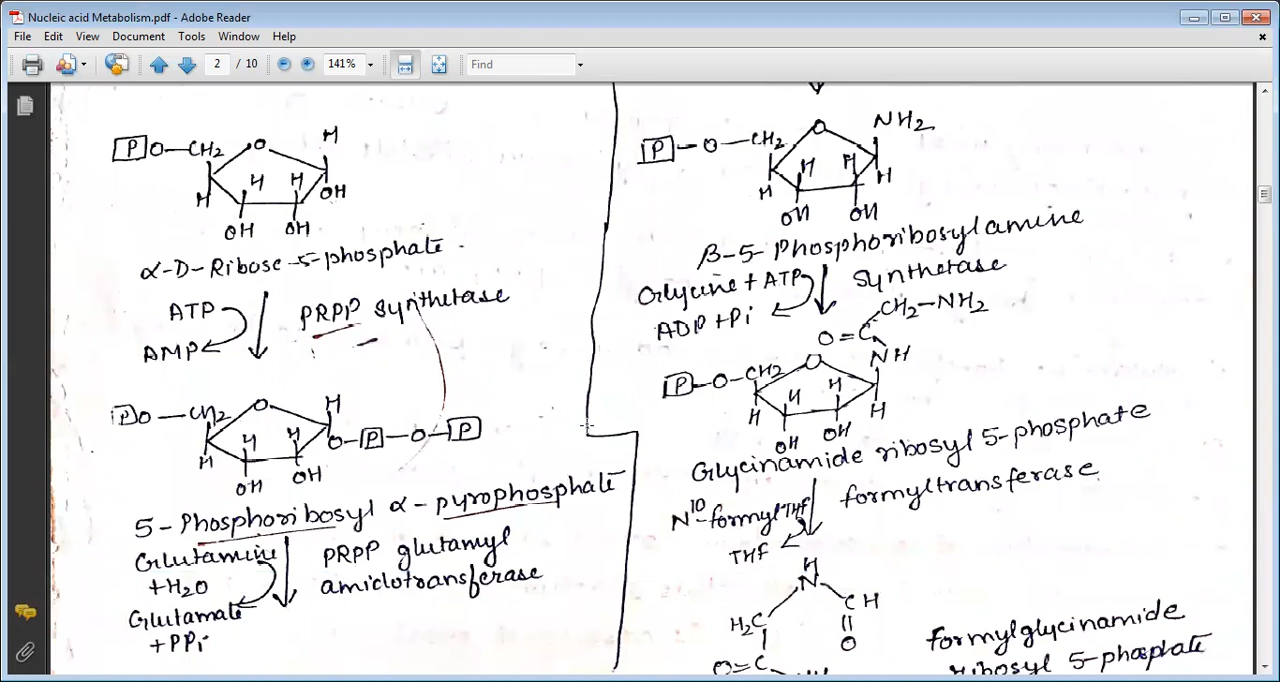 Nucleic acid Metabolism.pdf - Adobe Reader
File Edit View Document Tools Window Help
2 / 10 141% Find
P O—CH2 O H
H H H OH
OH OH
α-D-Ribose-5-phosphate
ATP PRPP synthetase
AMP
PO—CH2 O H
H H H O—P—O—P
OH OH
5-Phosphoribosyl α-pyrophosphate
Glutamine PRPP glutamyl
+H2O amidotransferase
Glutamate
+PPi
P—O—CH2 O NH2
H H H H
OH OH
β-5-Phosphoribosylamine
Glycine + ATP synthetase
ADP+Pi CH2—NH2
O=C
NH
P—O—CH2 O
H H H H
OH OH
Glycinamide ribosyl 5-phosphate
N10-formyl THF formyltransferase
THF
H
N
H2C CH
O
O=C
formylglycinamide
ribosyl 5-phosphate